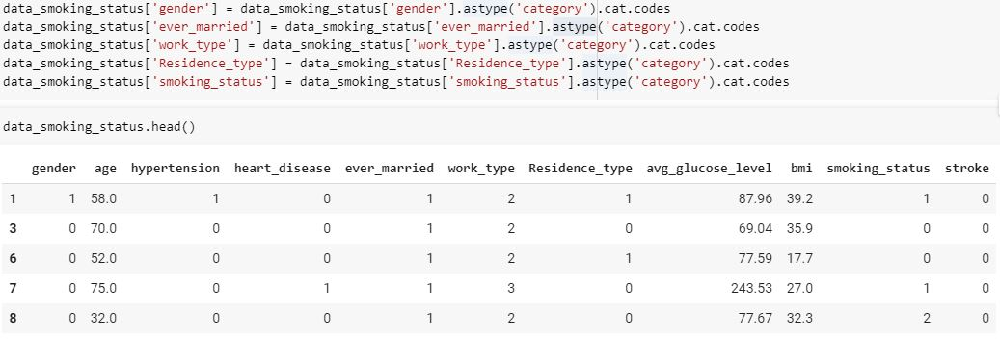 data_smoking_status['gender'] = data_smoking_status['gender'].astype('category').cat.codes
data_smoking_status['ever_married'] = data_smoking_status['ever_married'].astype('category').cat.codes
data_smoking_status['work_type'] = data_smoking_status['work_type'].astype('category').cat.codes
data_smoking_status['Residence_type'] = data_smoking_status['Residence_type'].astype('category').cat.codes
data_smoking_status['smoking_status'] = data_smoking_status['smoking_status'].astype('category').cat.codes
data_smoking_status.head()
gender age hypertension heart_disease ever_married work_type Residence_type avg_glucose_level bmi smoking_status stroke
1 1 58.0 1 0 1 2 1 87.96 39.2 1 0
3 0 70.0 0 0 1 2 0 69.04 35.9 0 0
6 0 52.0 0 0 1 2 1 77.59 17.7 0 0
7 0 75.0 0 1 1 3 0 243.53 27.0 1 0
8 0 32.0 0 0 1 2 0 77.67 32.3 2 0